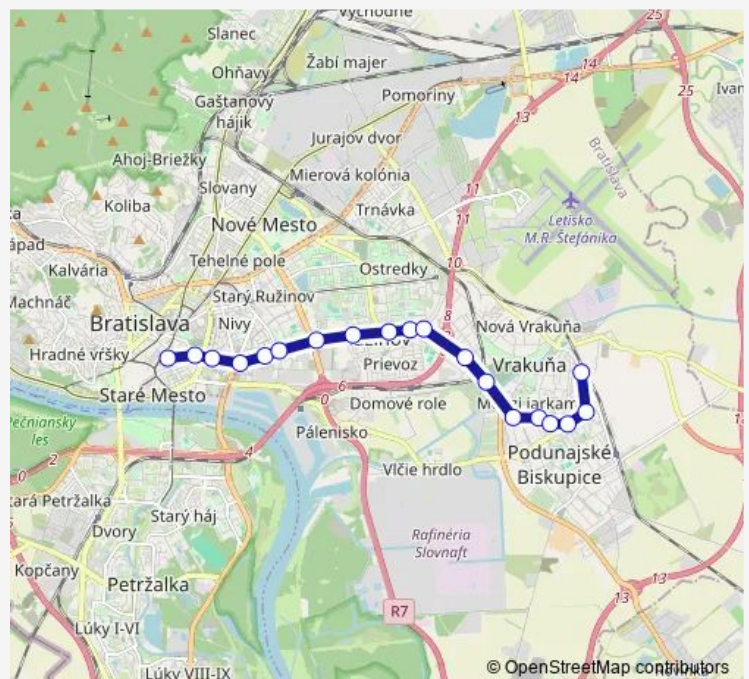 Východné
Slanec
25
Žabí majer
14
Ohňavy
14
Pomoriny
25
Gaštanový
hájik
13
Jurajov dvor
Ahoj-Briežky
Mierová kolónia
Bratislava
Slovany
11
Koliba
Trnávka
Letisko
M.R. Štefánika
Nové Mesto
11
Kalvária
Tehelné pole
Ostredky
10
Machnáč
Starý Ružinov
8
Bratislava
Nivy
Nová Vrakuňa
Hradné vŕšky
Prievoz
Vrakuňa
Staré Mesto
6
0
Domové role
Pečniansky
les
Pálenisko
4
Podunajské
Biskupice
0
2
Vlčie hrdlo
Starý háj
Rafinéria
Slovnaft
Dvory
Kopčany
13
Petržalka
13
R7
Lúky I-VI
Lúky VIII-IX
© OpenStreetMap contributors